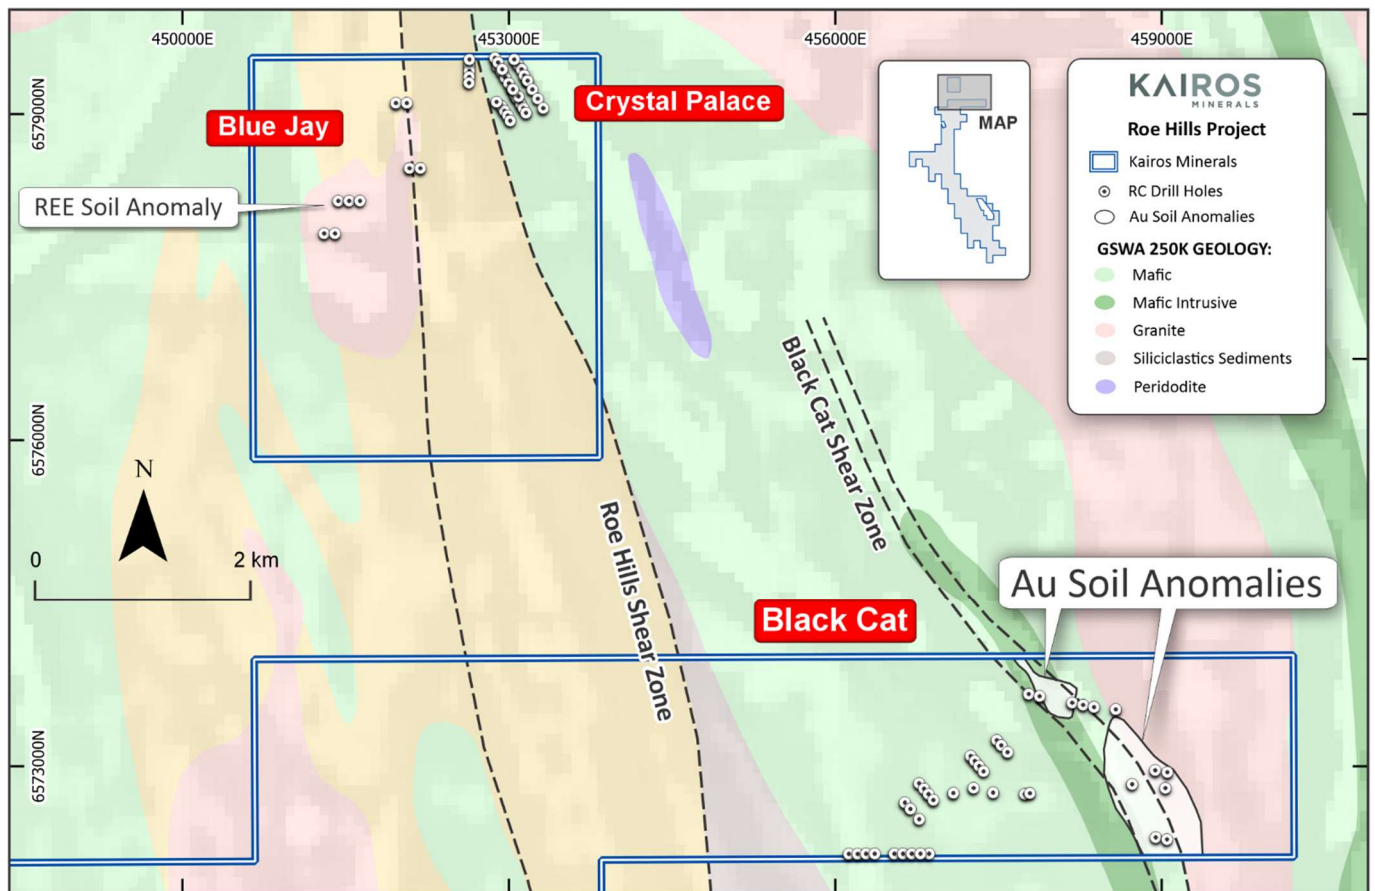 450000E
453000E
456000E
459000E
6579000N
6576000N
6573000N
Blue Jay
Crystal Palace
REE Soil Anomaly
MAP
KAIROS
MINERALS
Roe Hills Project
Kairos Minerals
RC Drill Holes
Au Soil Anomalies
GSWA 250K GEOLOGY:
Mafic
Mafic Intrusive
Granite
Siliciclastics Sediments
Peridodite
Black Cat Shear Zone
Roe Hills Shear Zone
N
0 2 km
Au Soil Anomalies
Black Cat